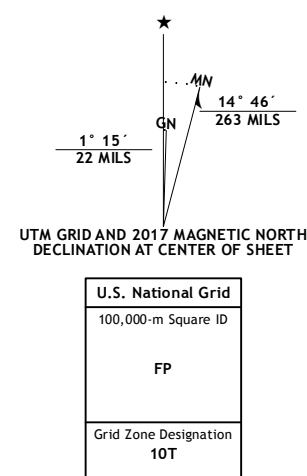 ★
MN
GN
14° 46´
263 MILS
1° 15´
22 MILS
UTM GRID AND 2017 MAGNETIC NORTH
DECLINATION AT CENTER OF SHEET
U.S. National Grid
100,000-m Square ID
FP
Grid Zone Designation
10T